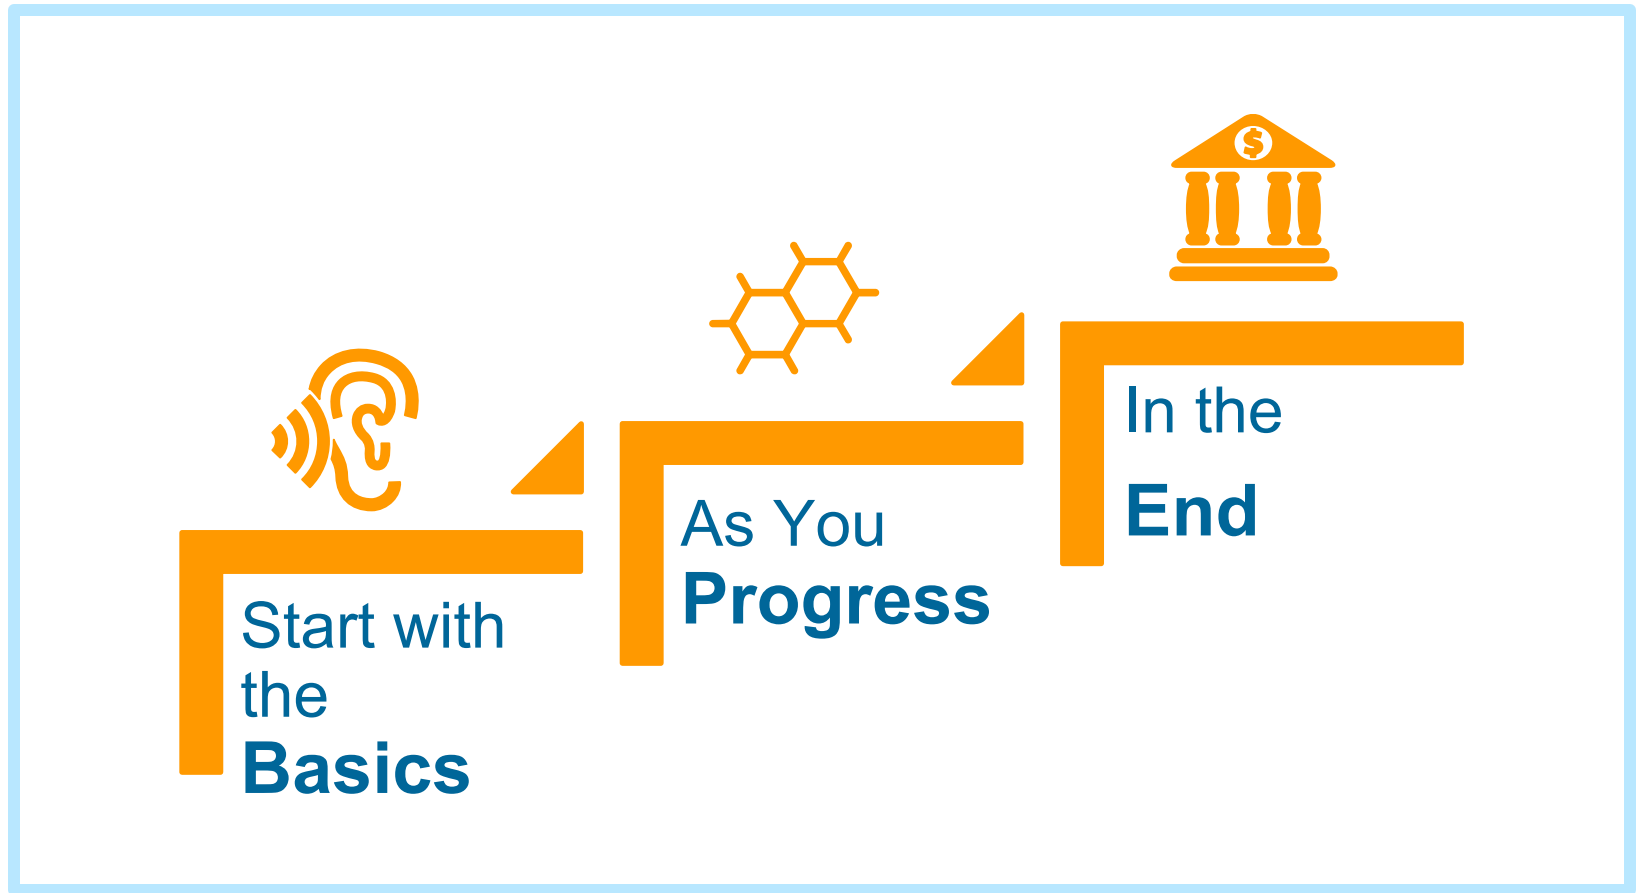 $
In the
End
As You
Progress
Start with
the
Basics